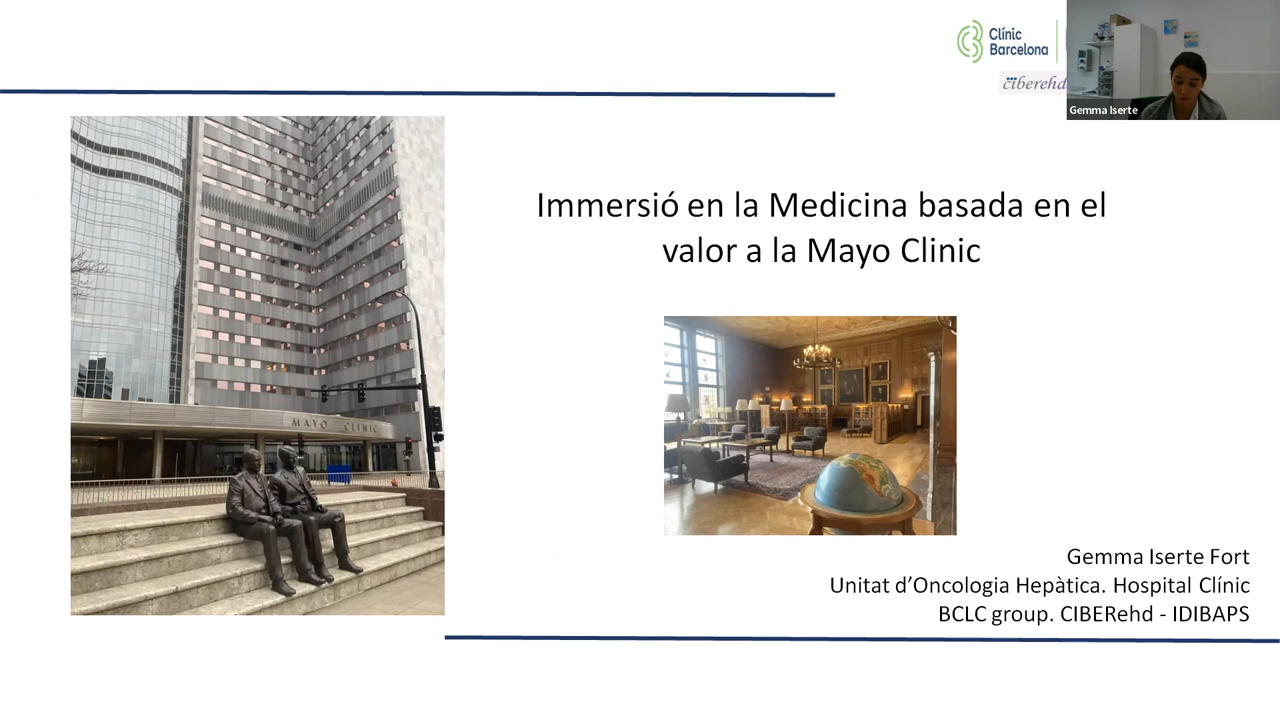 Clínic
Barcelona
ciberehd
Gemma Iserte
Immersió en la Medicina basada en el
valor a la Mayo Clinic
MAYO CLINIC
Gemma Iserte Fort
Unitat d’Oncologia Hepàtica. Hospital Clínic
BCLC group. CIBERehd - IDIBAPS